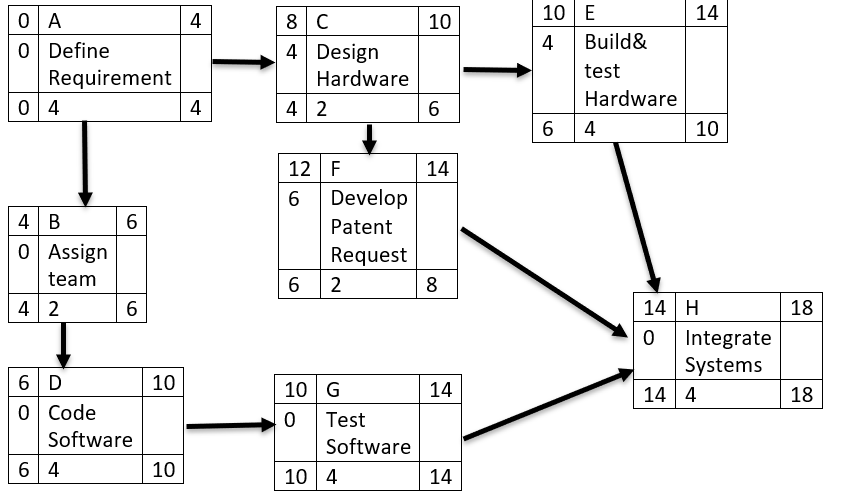 0 A 4
0 Define
Requirement
0 4 4
8 C 10
4 Design
Hardware
4 2 6
10 E 14
4 Build&
test
Hardware
6 4 10
12 F 14
6 Develop
Patent
Request
6 2 8
4 B 6
0 Assign
team
4 2 6
14 H 18
0 Integrate
Systems
14 4 18
6 D 10
0 Code
Software
6 4 10
10 G 14
0 Test
Software
10 4 14